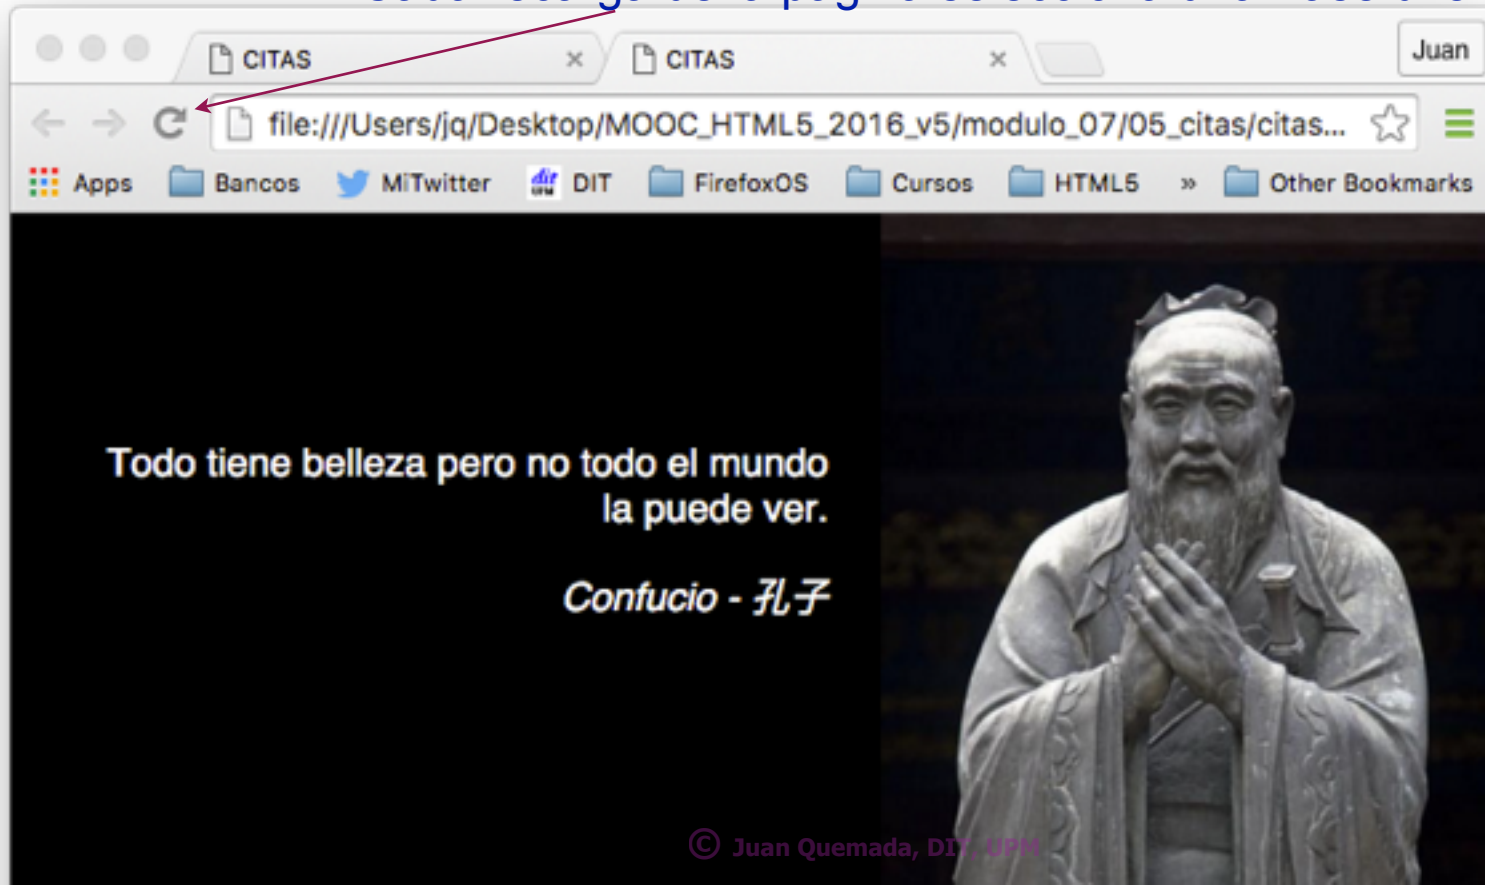 CITAS
CITAS
Juan
file:///Users/jq/Desktop/MOOC_HTML5_2016_v5/modulo_07/05_citas/citas...
Apps Bancos MiTwitter dit UPM DIT FirefoxOS Cursos HTML5 » Other Bookmarks
Todo tiene belleza pero no todo el mundo
la puede ver.
Confucio - 孔子
© Juan Quemada, DIT, UPM